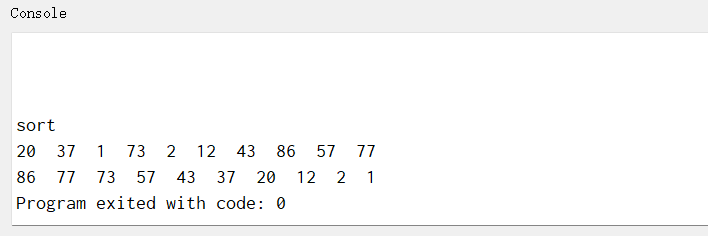 Console
sort
20  37  1  73  2  12  43  86  57  77
86  77  73  57  43  37  20  12  2  1
Program exited with code: 0